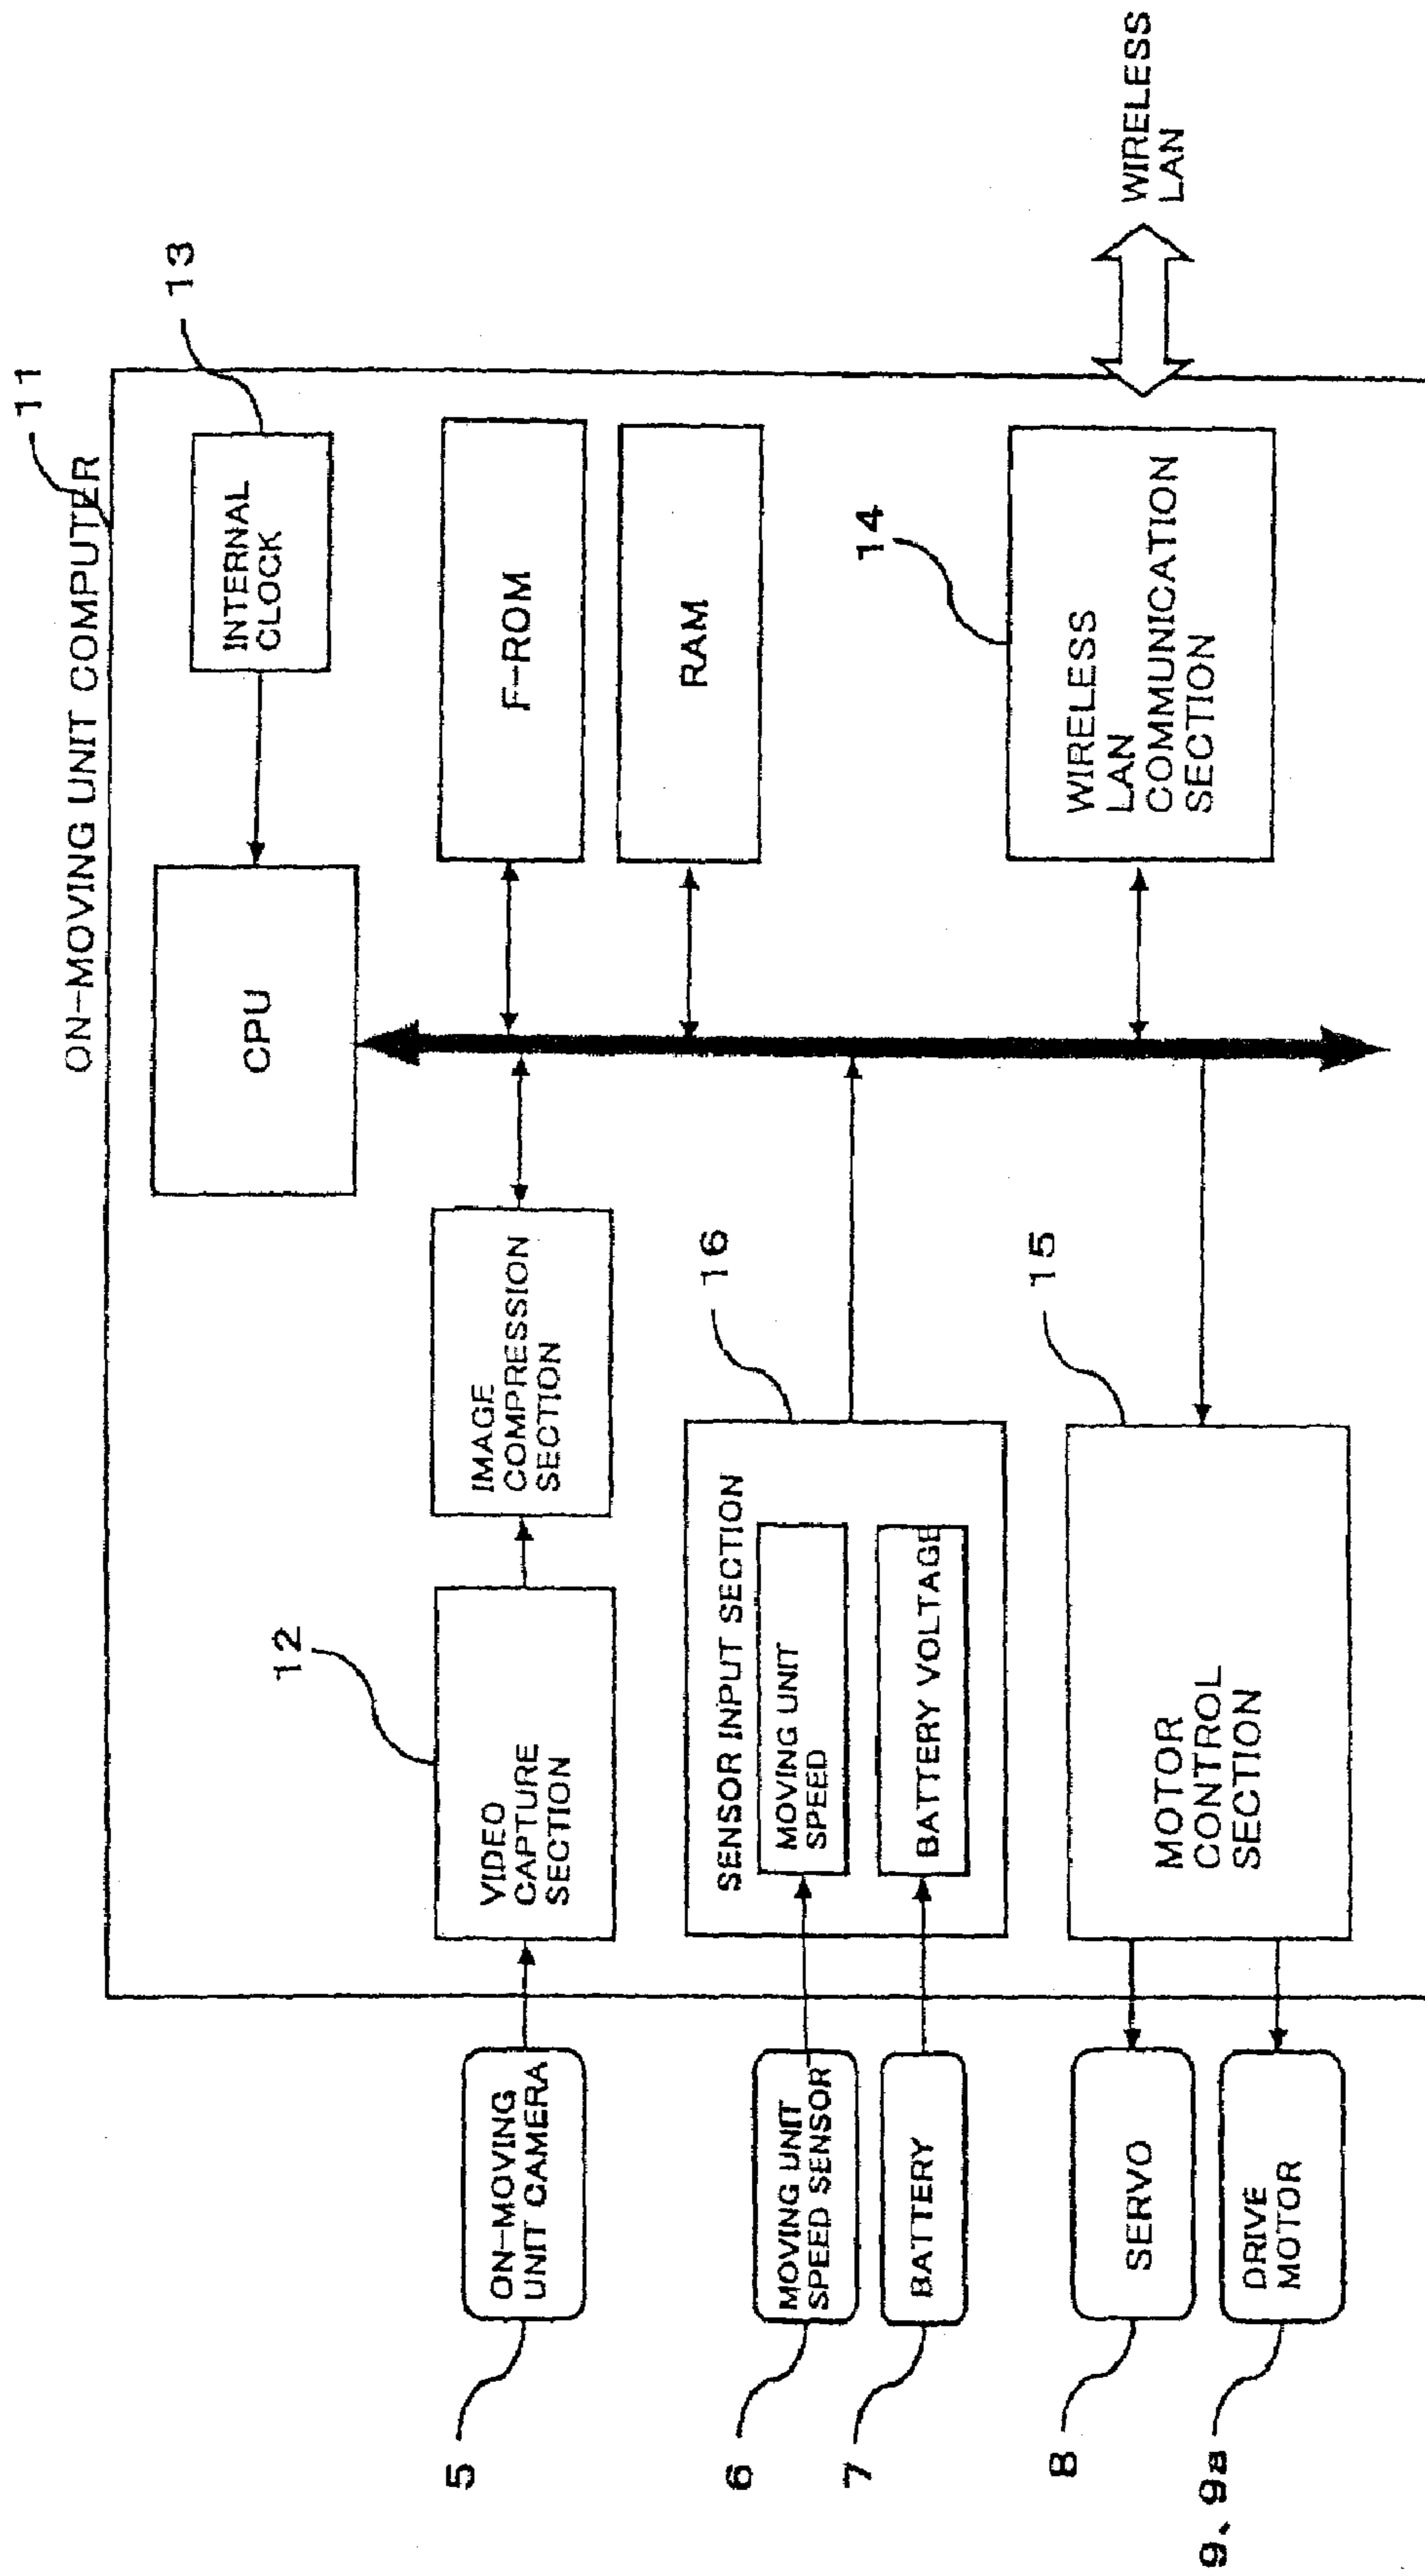 ON-MOVING UNIT COMPUTER
11
INTERNAL
CLOCK
13
CPU
F-ROM
RAM
WIRELESS
LAN
COMMUNICATION
SECTION
14
WIRELESS
LAN
5
ON-MOVING
UNIT CAMERA
VIDEO
CAPTURE
SECTION
12
IMAGE
COMPRESSION
SECTION
6
MOVING UNIT
SPEED SENSOR
7
BATTERY
SENSOR INPUT SECTION
16
MOVING UNIT
SPEED
BATTERY VOLTAGE
8
SERVO
9、9a
DRIVE
MOTOR
MOTOR
CONTROL
SECTION
15